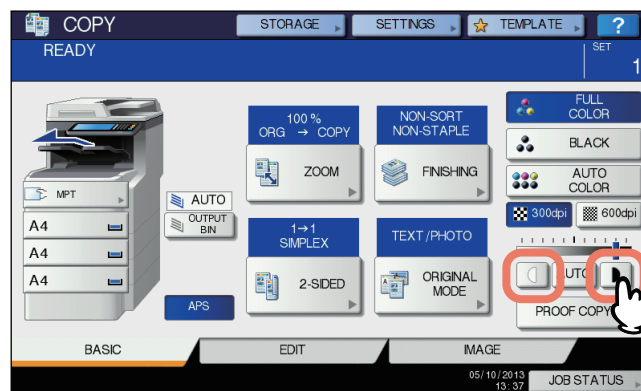 COPY
STORAGE
SETTINGS
TEMPLATE
?
READY
SET
1
100 %
ORG → COPY
NON-SORT
NON-STAPLE
FULL
COLOR
ZOOM
FINISHING
BLACK
AUTO
COLOR
MPT
AUTO
OUTPUT
BIN
300dpi
600dpi
A4
A4
A4
1→1
SIMPLEX
TEXT/PHOTO
2-SIDED
ORIGINAL
MODE
AUTO
APS
PROOF COPY
BASIC
EDIT
IMAGE
05/10/2013
13:37
JOB STATUS